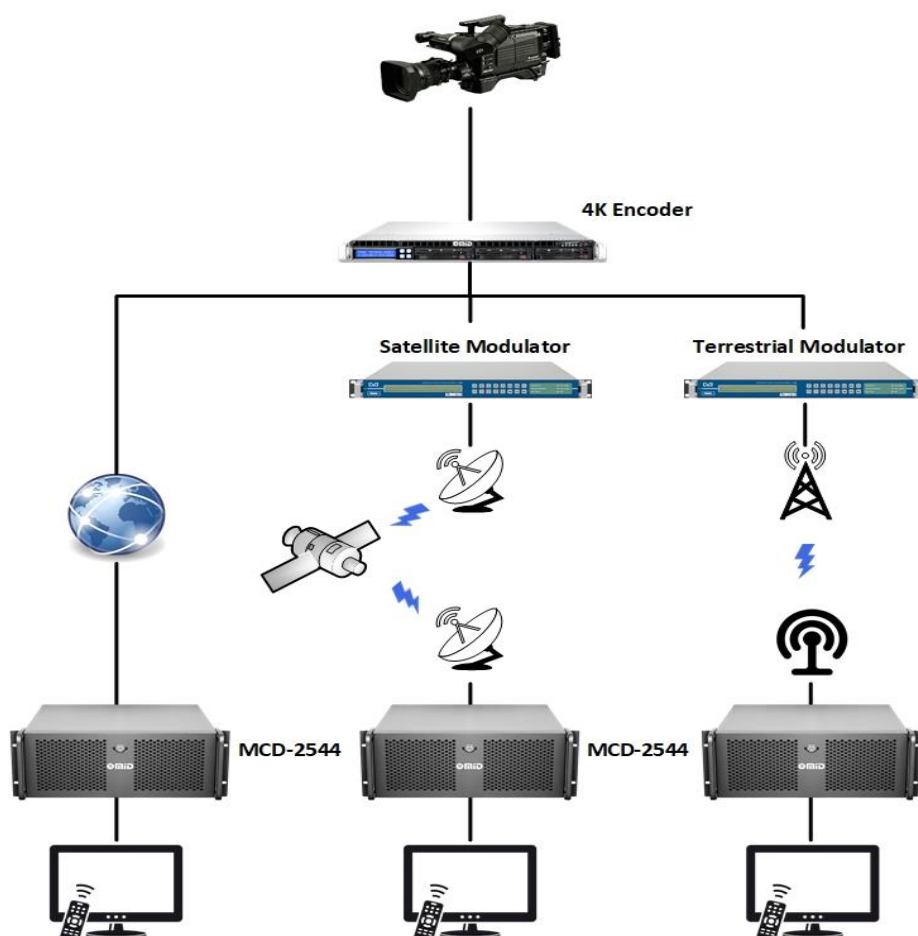 4K Encoder
Satellite Modulator
Terrestrial Modulator
MCD-2544
MCD-2544